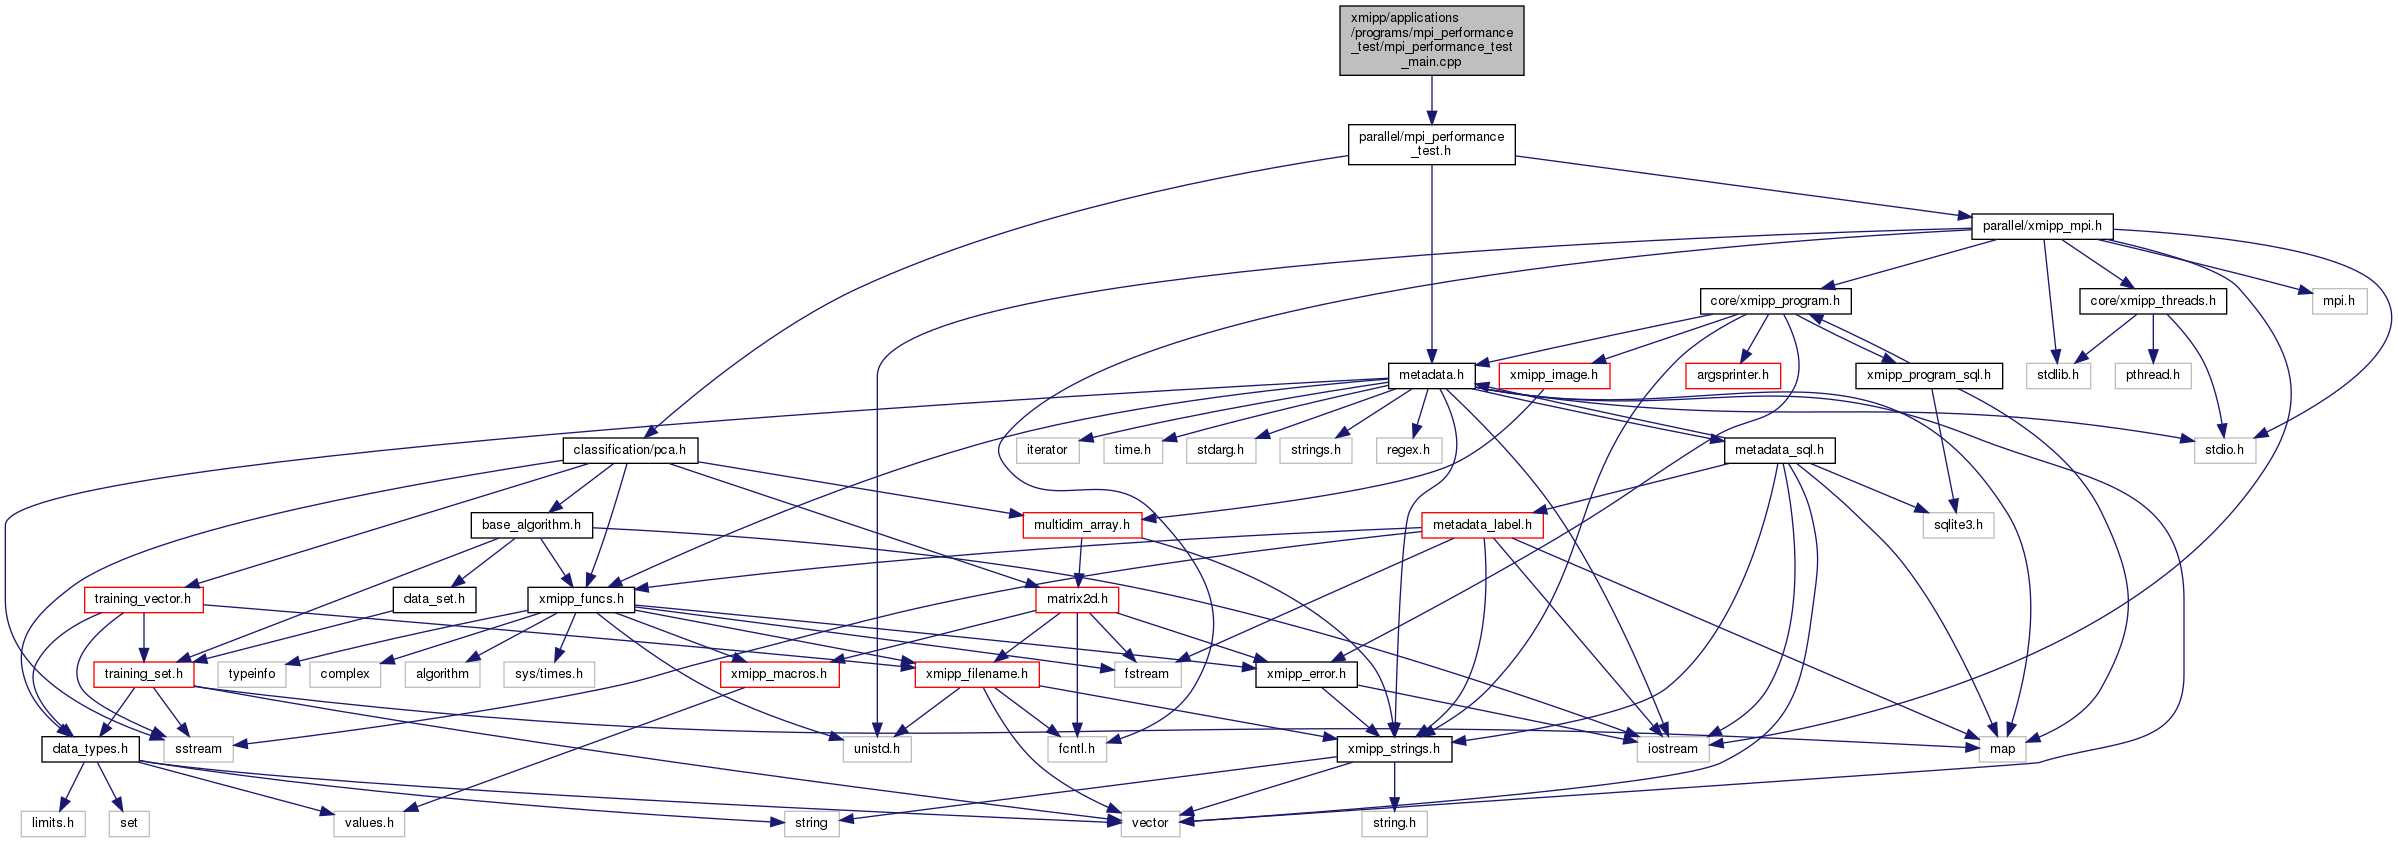 xmipp/applications
/programs/mpi_performance
_test/mpi_performance_test
_main.cpp
parallel/mpi_performance
_test.h
parallel/xmipp_mpi.h
core/xmipp_program.h
core/xmipp_threads.h
mpi.h
metadata.h
xmipp_image.h
argsprinter.h
xmipp_program_sql.h
stdlib.h
pthread.h
classification/pca.h
iterator
time.h
stdarg.h
strings.h
regex.h
metadata_sql.h
stdio.h
base_algorithm.h
multidim_array.h
metadata_label.h
sqlite3.h
training_vector.h
data_set.h
xmipp_funcs.h
matrix2d.h
training_set.h
typeinfo
complex
algorithm
sys/times.h
xmipp_macros.h
xmipp_filename.h
fstream
xmipp_error.h
data_types.h
sstream
unistd.h
fcntl.h
xmipp_strings.h
iostream
map
limits.h
set
values.h
string
vector
string.h